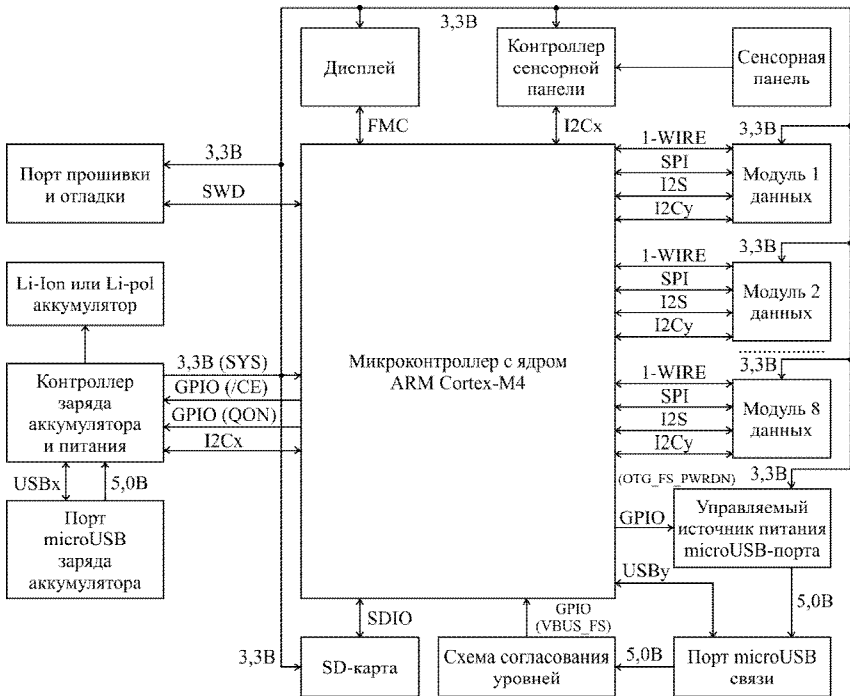 3,3В
Дисплей
Контроллер
сенсорной
панели
Сенсорная
панель
FMC
I2Cx
3,3В
Порт прошивки
и отладки
SWD
1-WIRE
SPI
I2S
I2Cy
3,3В
Модуль 1
данных
Li-Ion или Li-pol
аккумулятор
1-WIRE
SPI
I2S
I2Cy
3,3В
Модуль 2
данных
Микроконтроллер с ядром
ARM Cortex-M4
Контроллер
заряда
аккумулятора
и питания
3,3В (SYS)
GPIO (/CE)
GPIO (QON)
I2Cx
1-WIRE
SPI
I2S
I2Cy
3,3В
Модуль 8
данных
USBx
5,0В
Порт
microUSB
заряда
аккумулятора
(OTG_FS_PWRDN)
3,3В
GPIO
Управляемый
источник питания
microUSB-порта
USBy
5,0В
SDIO
GPIO
(VBUS_FS)
3,3В
SD-карта
Схема согласования
уровней
5,0В
Порт microUSB
связи